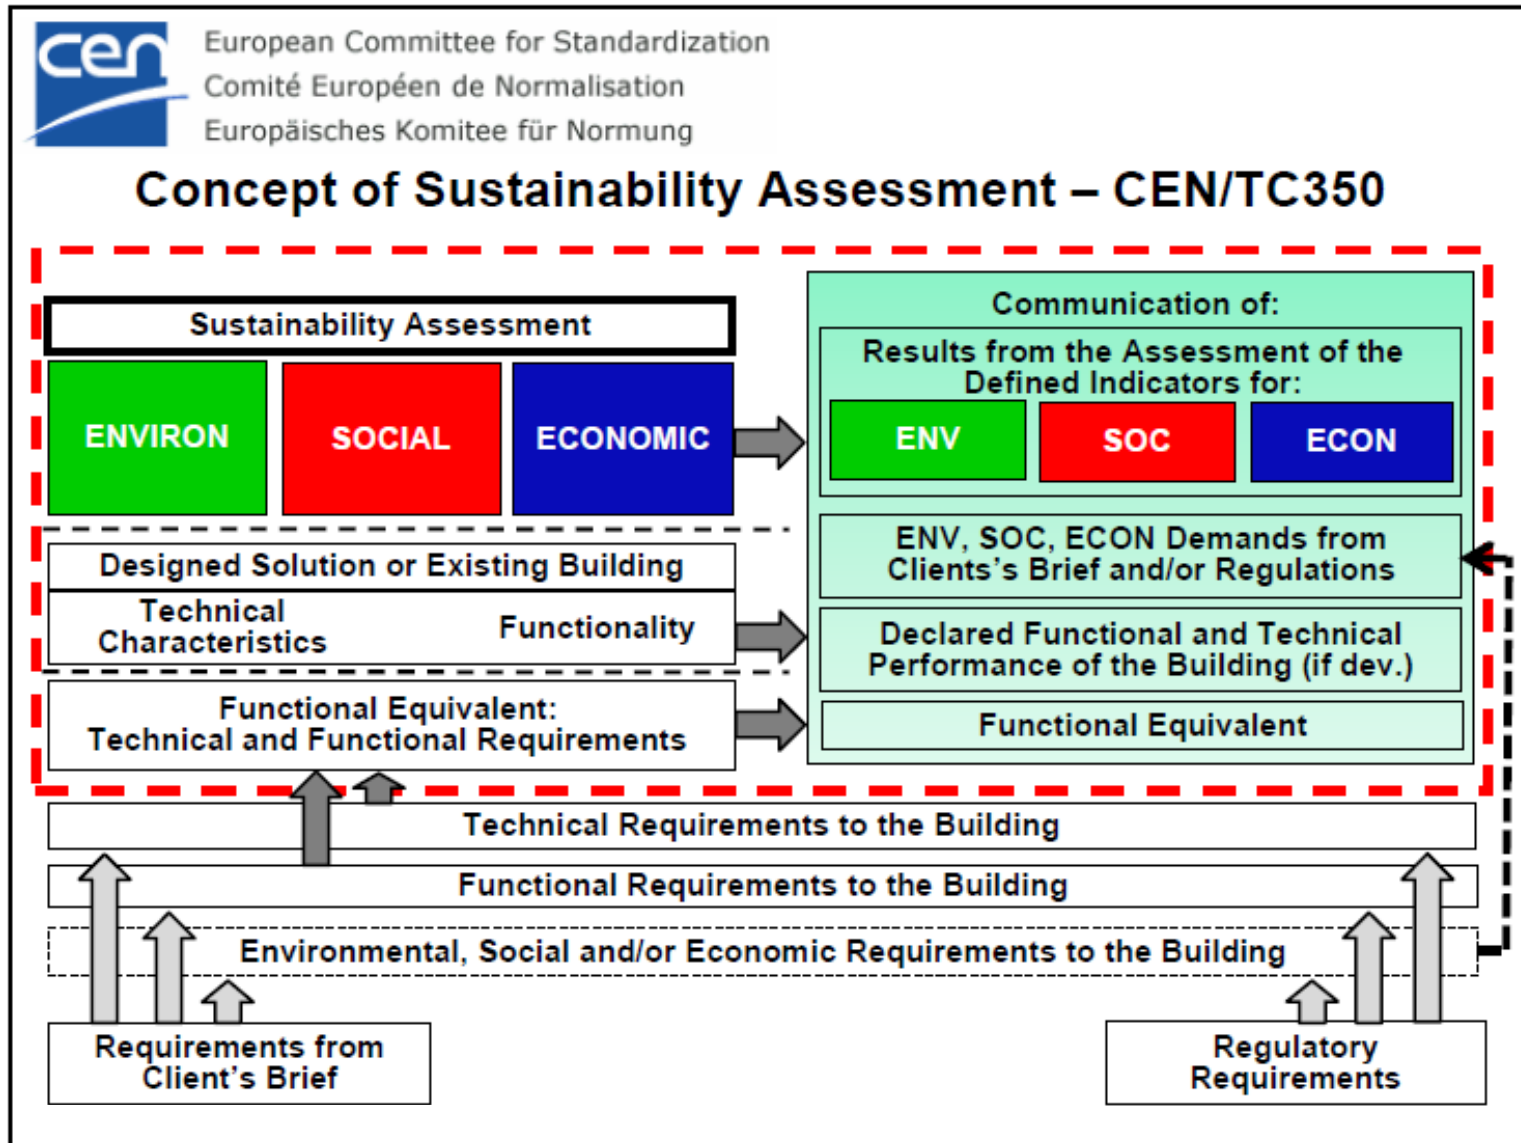 cen
European Committee for Standardization
Comité Européen de Normalisation
Europäisches Komitee für Normung
Concept of Sustainability Assessment – CEN/TC350
Sustainability Assessment
ENVIRON
SOCIAL
ECONOMIC
Designed Solution or Existing Building
Technical
Characteristics
Functionality
Functional Equivalent:
Technical and Functional Requirements
Communication of:
Results from the Assessment of the
Defined Indicators for:
ENV
SOC
ECON
ENV, SOC, ECON Demands from
Clients's Brief and/or Regulations
Declared Functional and Technical
Performance of the Building (if dev.)
Functional Equivalent
Technical Requirements to the Building
Functional Requirements to the Building
Environmental, Social and/or Economic Requirements to the Building
Requirements from
Client's Brief
Regulatory
Requirements